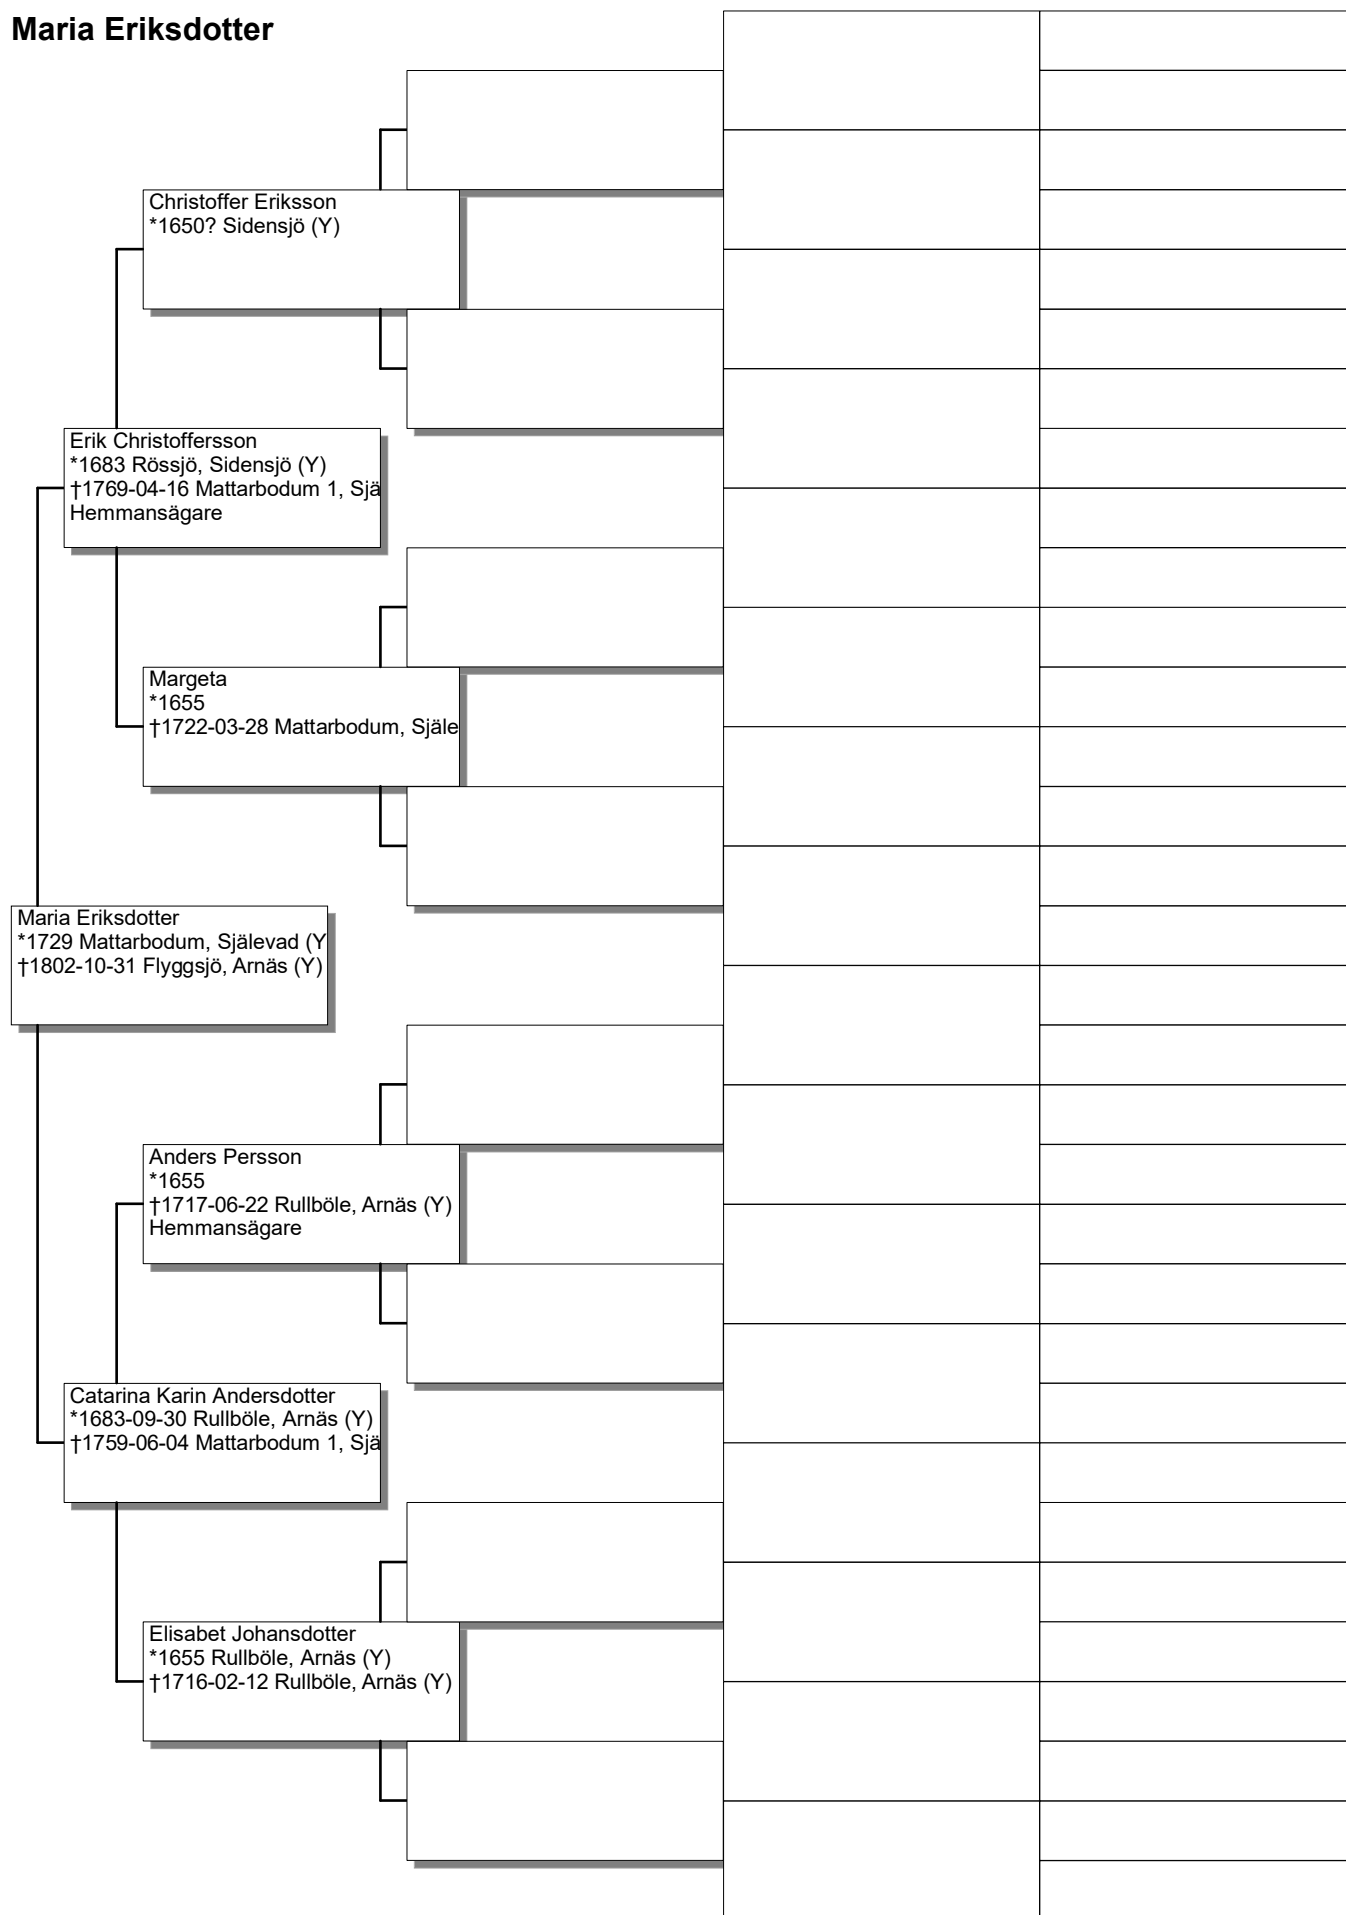 Maria Eriksdotter
Christoffer Eriksson
*1650? Sidensjö (Y)
Erik Christoffersson
*1683 Rössjö, Sidensjö (Y)
†1769-04-16 Mattarbodum 1, Sjä
Hemmansägare
Margeta
*1655
†1722-03-28 Mattarbodum, Själe
Maria Eriksdotter
*1729 Mattarbodum, Själevad (Y
†1802-10-31 Flyggsjö, Arnäs (Y)
Anders Persson
*1655
†1717-06-22 Rullböle, Arnäs (Y)
Hemmansägare
Catarina Karin Andersdotter
*1683-09-30 Rullböle, Arnäs (Y)
†1759-06-04 Mattarbodum 1, Sjä
Elisabet Johansdotter
*1655 Rullböle, Arnäs (Y)
†1716-02-12 Rullböle, Arnäs (Y)